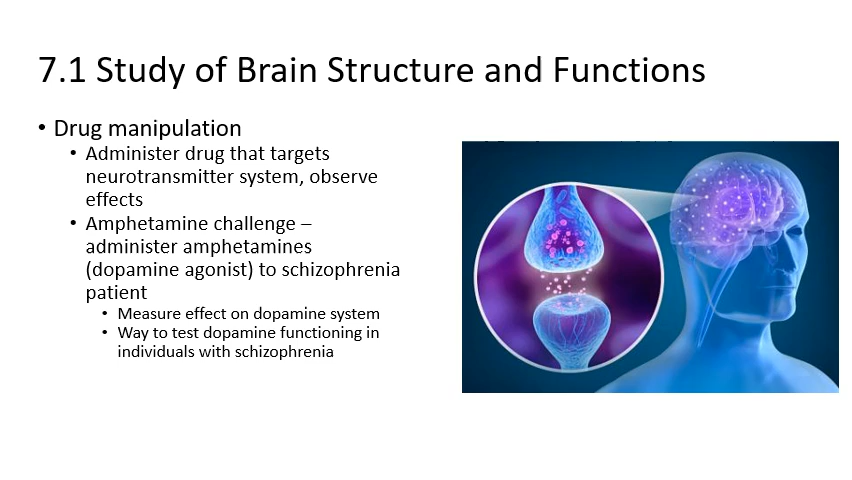 7.1 Study of Brain Structure and Functions
• Drug manipulation
• Administer drug that targets
neurotransmitter system, observe
effects
• Amphetamine challenge –
administer amphetamines
(dopamine agonist) to schizophrenia
patient
• Measure effect on dopamine system
• Way to test dopamine functioning in
individuals with schizophrenia